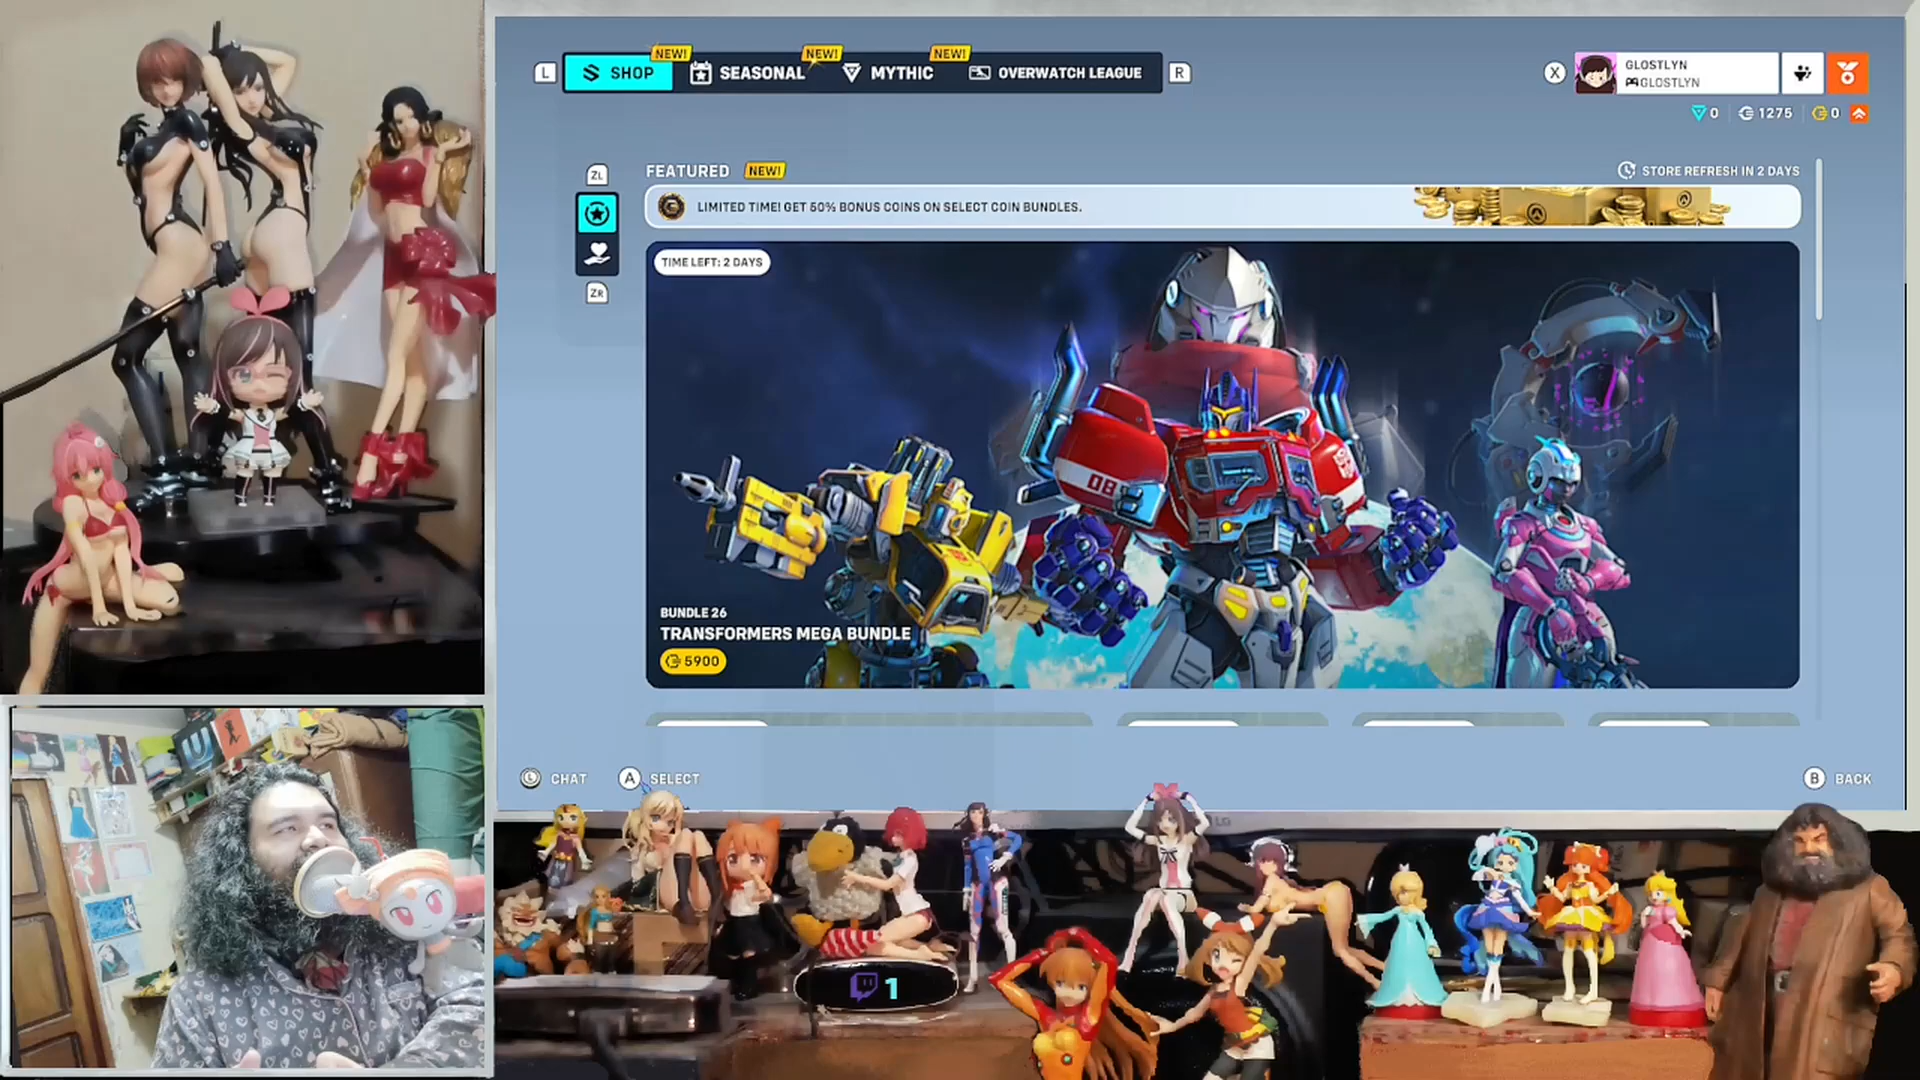 L
SHOP
NEW!
SEASONAL
NEW!
MYTHIC
NEW!
OVERWATCH LEAGUE
R
X
GLOSTLYN
GLOSTLYN
0
1275
0
ZL
ZR
FEATURED
NEW!
STORE REFRESH IN 2 DAYS
LIMITED TIME! GET 50% BONUS COINS ON SELECT COIN BUNDLES.
TIME LEFT: 2 DAYS
08
BUNDLE 26
TRANSFORMERS MEGA BUNDLE
5900
L CHAT
A SELECT
B BACK
LG
1